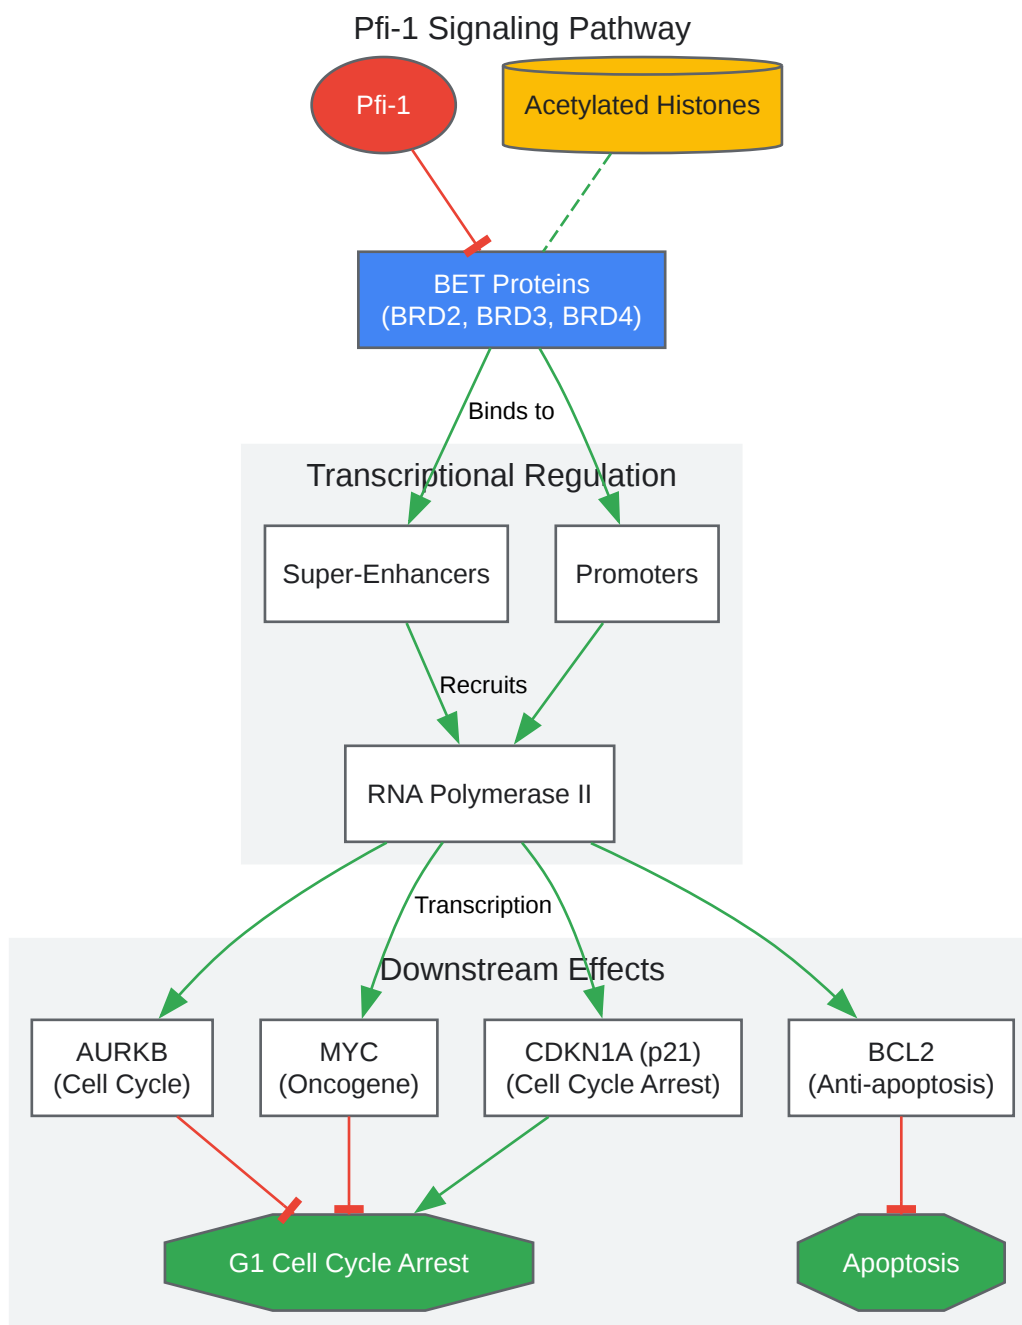 Pfi-1 Signaling Pathway
Pfi-1
Acetylated Histones
BET Proteins
(BRD2, BRD3, BRD4)
Binds to
Transcriptional Regulation
Super-Enhancers
Promoters
Recruits
RNA Polymerase II
Transcription
Downstream Effects
AURKB
(Cell Cycle)
MYC
(Oncogene)
CDKN1A (p21)
(Cell Cycle Arrest)
BCL2
(Anti-apoptosis)
G1 Cell Cycle Arrest
Apoptosis